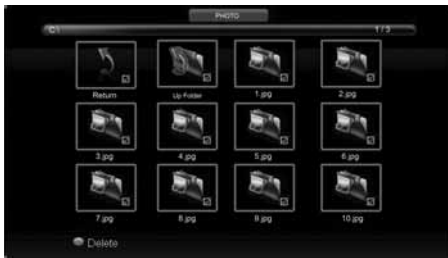 PHOTO
C:\ 1/3
Return Up Folder 1.jpg 2.jpg
3.jpg 4.jpg 5.jpg 6.jpg
7.jpg 8.jpg 9.jpg 10.jpg
Delete